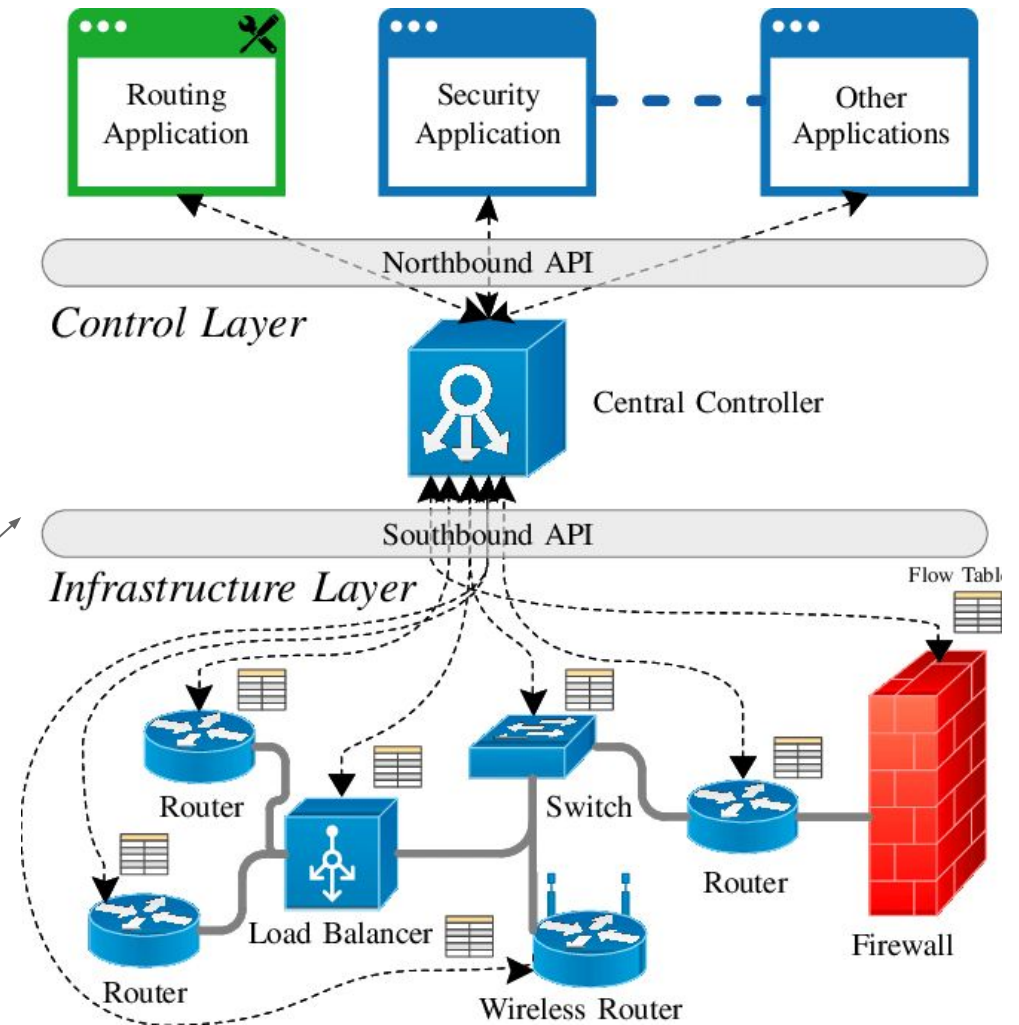 Routing
Application
Security
Application
Other
Applications
Northbound API
Control Layer
Central Controller
Southbound API
Infrastructure Layer
Flow Tabl
Router
Switch
Router
Load Balancer
Firewall
Router
Wireless Router